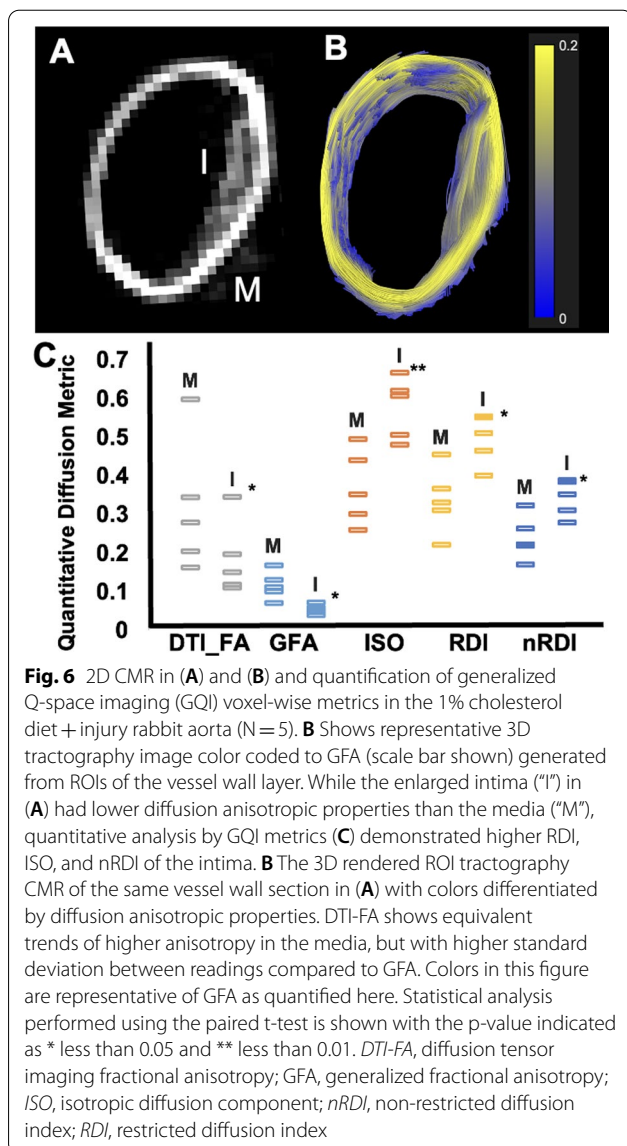 A
B
0.2
I
M
0
C
Quantitative Diffusion Metric
0.7
0.6
0.5
0.4
0.3
0.2
0.1
0
M
I *
M
I *
M
I **
M
I *
M
I *
DTI_FA GFA ISO RDI nRDI
Fig. 6 2D CMR in (A) and (B) and quantification of generalized
Q-space imaging (GQI) voxel-wise metrics in the 1% cholesterol
diet + injury rabbit aorta (N = 5). B Shows representative 3D
tractography image color coded to GFA (scale bar shown) generated
from ROIs of the vessel wall layer. While the enlarged intima (“I”) in
(A) had lower diffusion anisotropic properties than the media (“M”),
quantitative analysis by GQI metrics (C) demonstrated higher RDI,
ISO, and nRDI of the intima. B The 3D rendered ROI tractography
CMR of the same vessel wall section in (A) with colors differentiated
by diffusion anisotropic properties. DTI-FA shows equivalent
trends of higher anisotropy in the media, but with higher standard
deviation between readings compared to GFA. Colors in this figure
are representative of GFA as quantified here. Statistical analysis
performed using the paired t-test is shown with the p-value indicated
as * less than 0.05 and ** less than 0.01. DTI-FA, diffusion tensor
imaging fractional anisotropy; GFA, generalized fractional anisotropy;
ISO, isotropic diffusion component; nRDI, non-restricted diffusion
index; RDI, restricted diffusion index